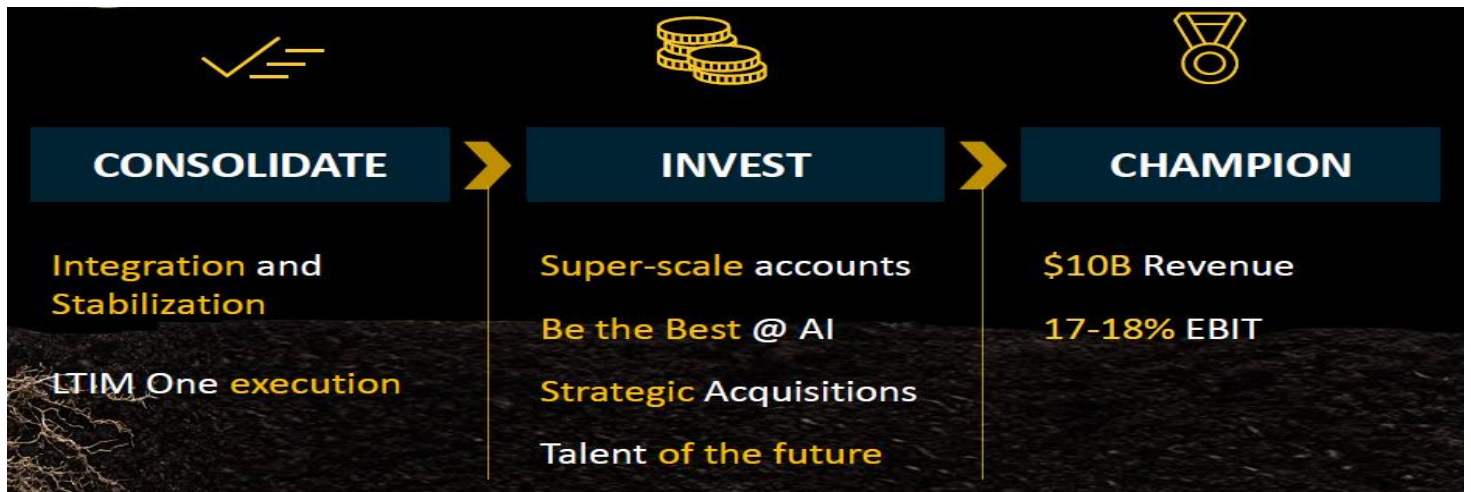 CONSOLIDATE
Integration and
Stabilization
LTIM One execution
INVEST
Super-scale accounts
Be the Best @ AI
Strategic Acquisitions
Talent of the future
CHAMPION
$10B Revenue
17-18% EBIT